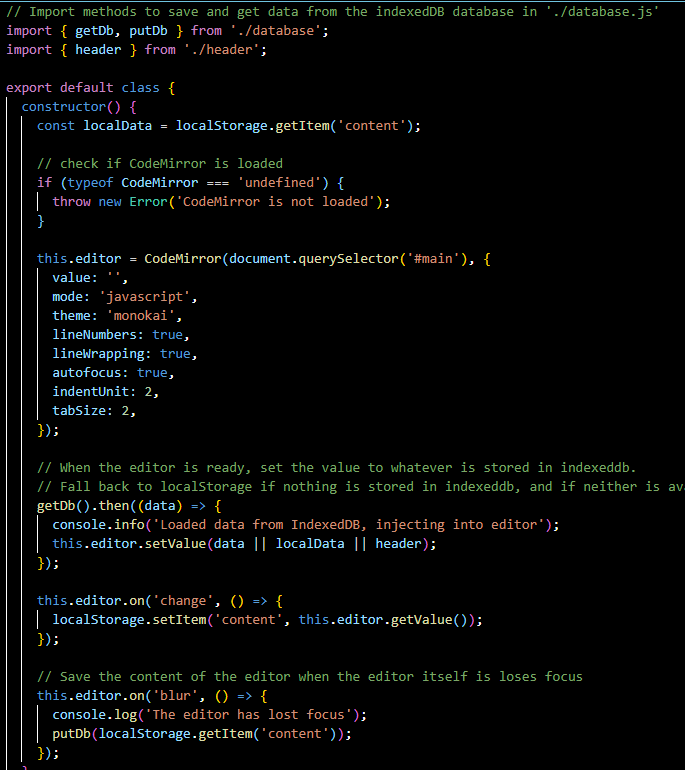 // Import methods to save and get data from the indexedDB database in './database.js'
import { getDb, putDb } from './database';
import { header } from './header';
export default class {
constructor() {
const localData = localStorage.getItem('content');
// check if CodeMirror is loaded
if (typeof CodeMirror === 'undefined') {
throw new Error('CodeMirror is not loaded');
}
this.editor = CodeMirror(document.querySelector('#main'), {
value: '',
mode: 'javascript',
theme: 'monokai',
lineNumbers: true,
lineWrapping: true,
autofocus: true,
indentUnit: 2,
tabSize: 2,
});
// When the editor is ready, set the value to whatever is stored in indexeddb.
// Fall back to localStorage if nothing is stored in indexeddb, and if neither is
getDb().then((data) => {
console.info('Loaded data from IndexedDB, injecting into editor');
this.editor.setValue(data || localData || header);
});
this.editor.on('change', () => {
localStorage.setItem('content', this.editor.getValue());
});
// Save the content of the editor when the editor itself is loses focus
this.editor.on('blur', () => {
console.log('The editor has lost focus');
putDb(localStorage.getItem('content'));
});